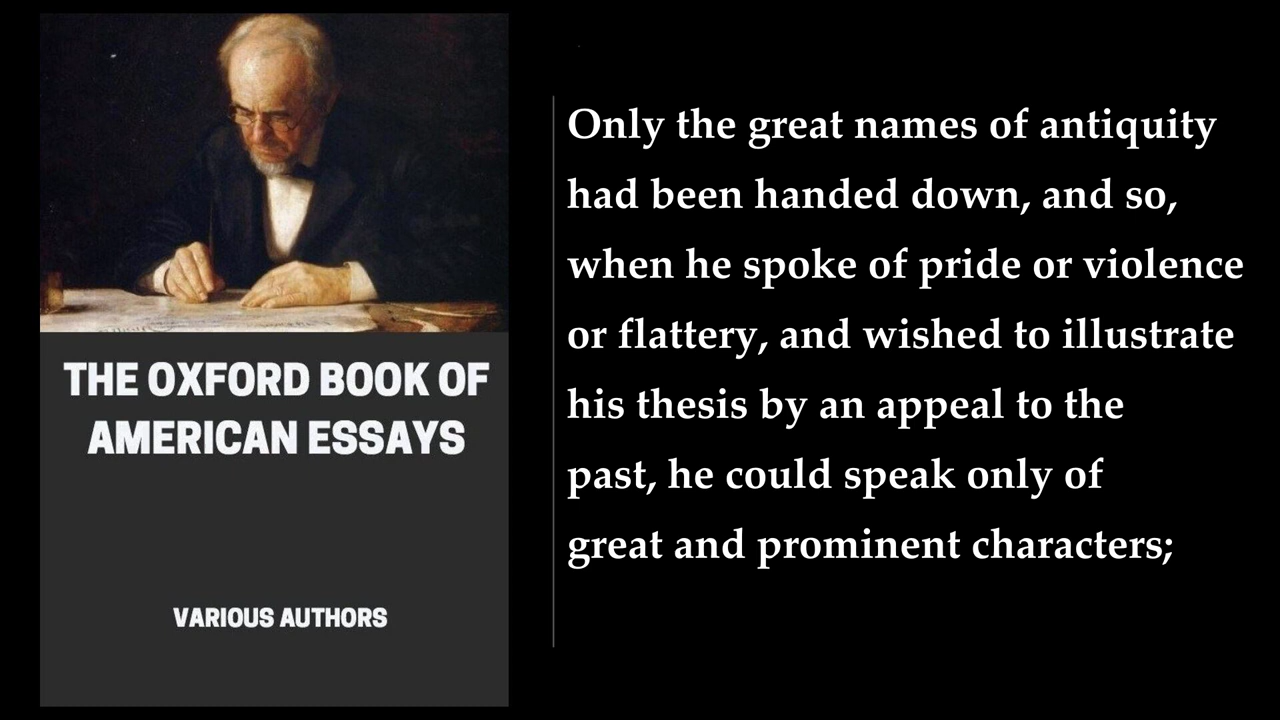 THE OXFORD BOOK OF
AMERICAN ESSAYS
VARIOUS AUTHORS
Only the great names of antiquity
had been handed down, and so,
when he spoke of pride or violence
or flattery, and wished to illustrate
his thesis by an appeal to the
past, he could speak only of
great and prominent characters;